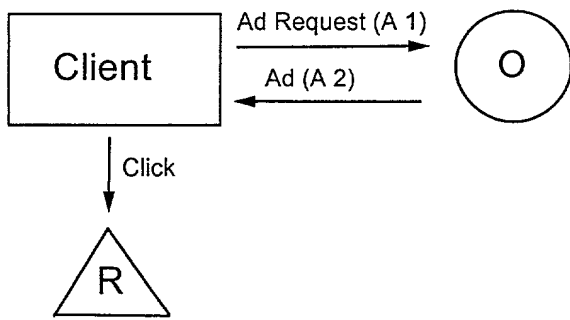 Ad Request (A 1)
Client
O
Ad (A 2)
Click
R